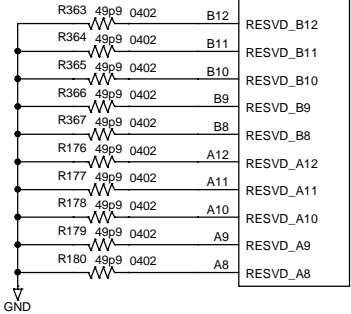 R363 49p9 0402 B12 RESVD_B12
R364 49p9 0402 B11 RESVD_B11
R365 49p9 0402 B10 RESVD_B10
R366 49p9 0402 B9 RESVD_B9
R367 49p9 0402 B8 RESVD_B8
R176 49p9 0402 A12 RESVD_A12
R177 49p9 0402 A11 RESVD_A11
R178 49p9 0402 A10 RESVD_A10
R179 49p9 0402 A9 RESVD_A9
R180 49p9 0402 A8 RESVD_A8
GND